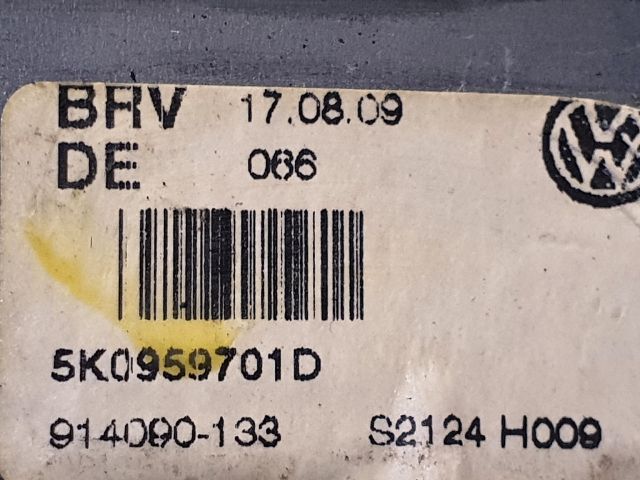 BRV 17.08.09
DE 066
5K0959701D
914090-133 S2124 H009